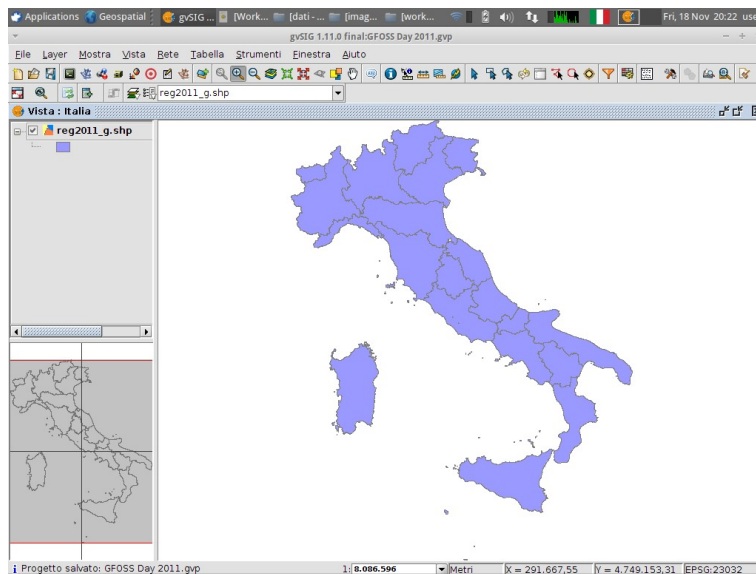 Applications Geospatial gvSIG ... [Work... [dati - ... [imag... [work... Fri, 18 Nov 20:22 uss
gvSIG 1.11.0 final:GFOSS Day 2011.gvp
File Layer Mostra Vista Rete Tabella Strumenti Finestra Aiuto
reg2011_g.shp
Vista : Italia
reg2011_g.shp
Progetto salvato: GFOSS Day 2011.gvp 1: 8.086.596 Metri X = 291.667,55 Y = 4.749.153,31 EPSG:23032